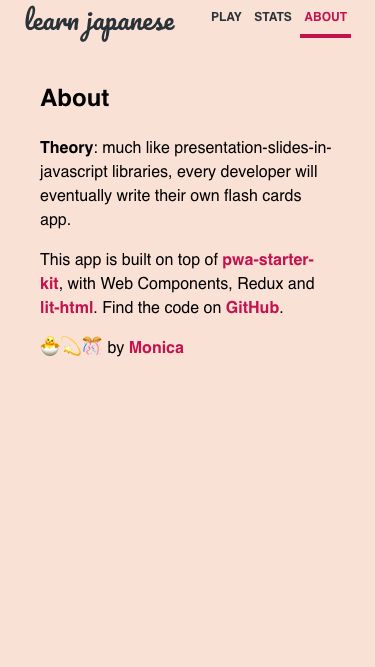 learn japanese
PLAY STATS ABOUT
About
Theory: much like presentation-slides-in-
javascript libraries, every developer will
eventually write their own flash cards
app.
This app is built on top of pwa-starter-
kit, with Web Components, Redux and
lit-html. Find the code on GitHub.
🐣💫🎊 by Monica